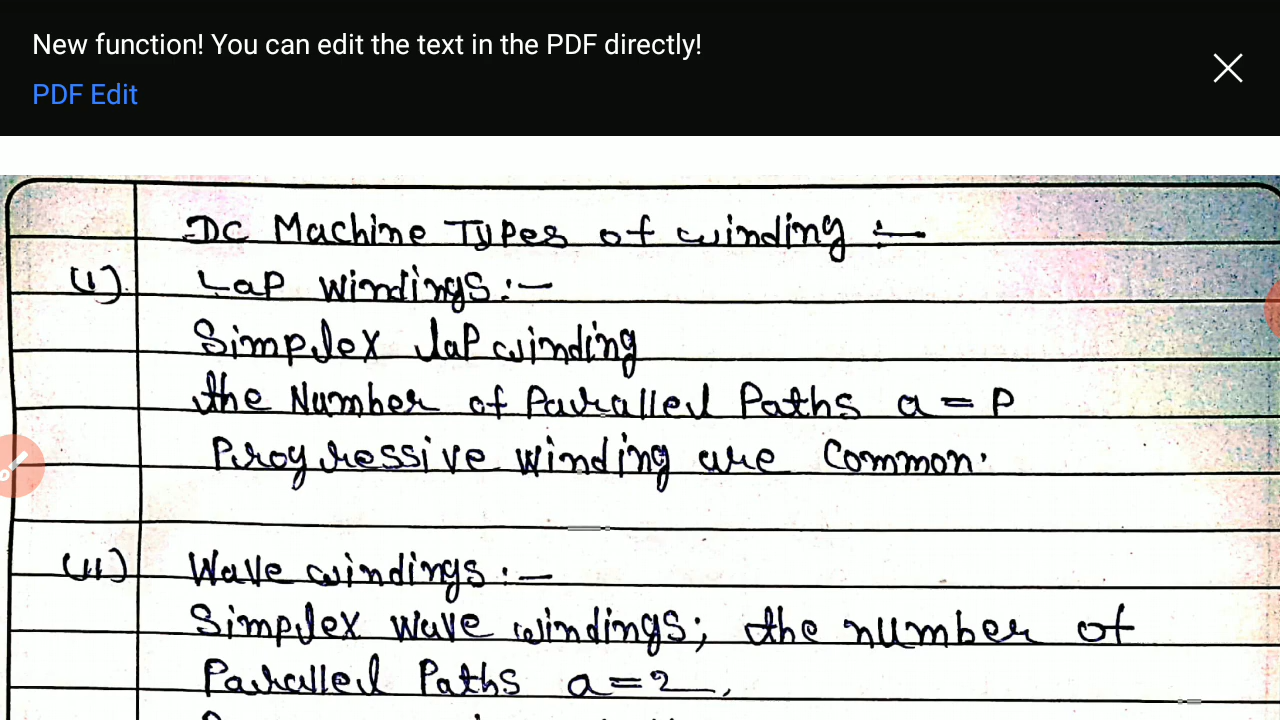 New function! You can edit the text in the PDF directly!
PDF Edit
DC Machine Types of winding :-
(i) Lap windings :-
Simplex lap winding
the Number of Parallel Paths a = P
Progressive winding are Common.
(ii) Wave windings :-
Simplex wave windings; the number of
Parallel Paths a = 2,